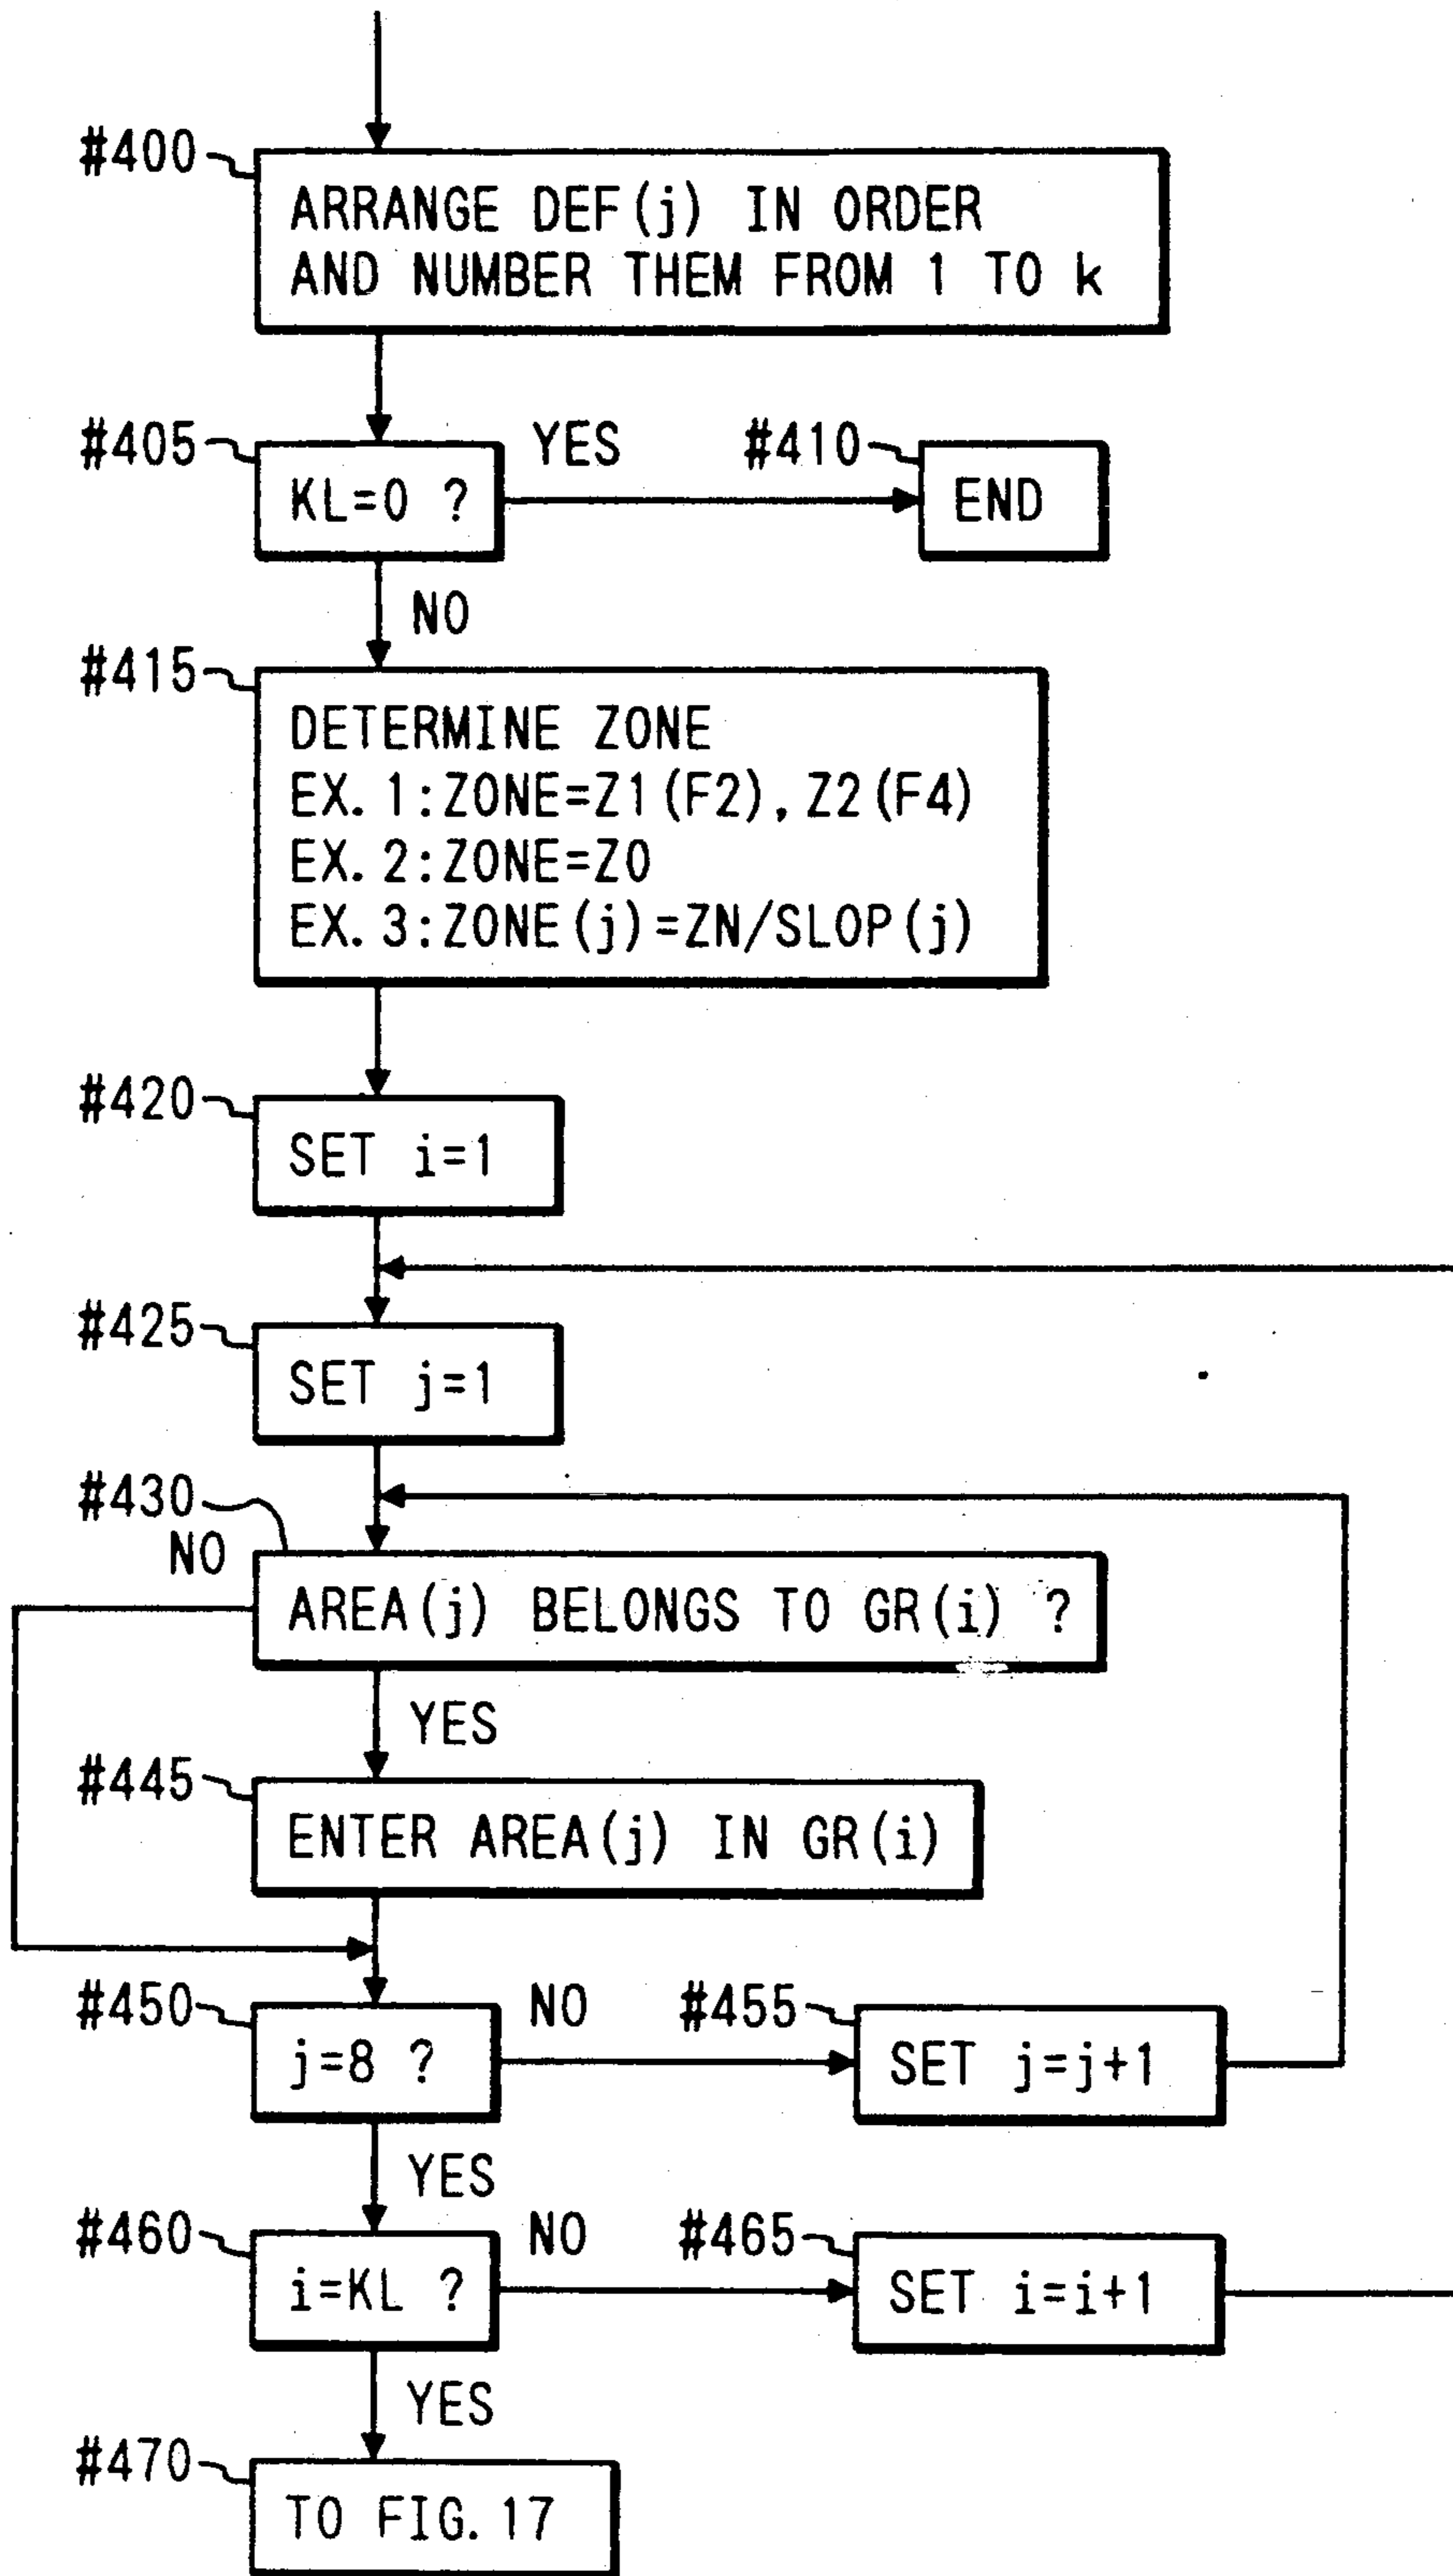 #400
ARRANGE DEF(j) IN ORDER
AND NUMBER THEM FROM 1 TO k
#405
KL=0 ?
YES
#410
END
NO
#415
DETERMINE ZONE
EX.1:ZONE=Z1(F2),Z2(F4)
EX.2:ZONE=Z0
EX.3:ZONE(j)=ZN/SLOP(j)
#420
SET i=1
#425
SET j=1
#430
NO
AREA(j) BELONGS TO GR(i) ?
YES
#445
ENTER AREA(j) IN GR(i)
#450
j=8 ?
NO
#455
SET j=j+1
YES
#460
i=KL ?
NO
#465
SET i=i+1
YES
#470
TO FIG.17